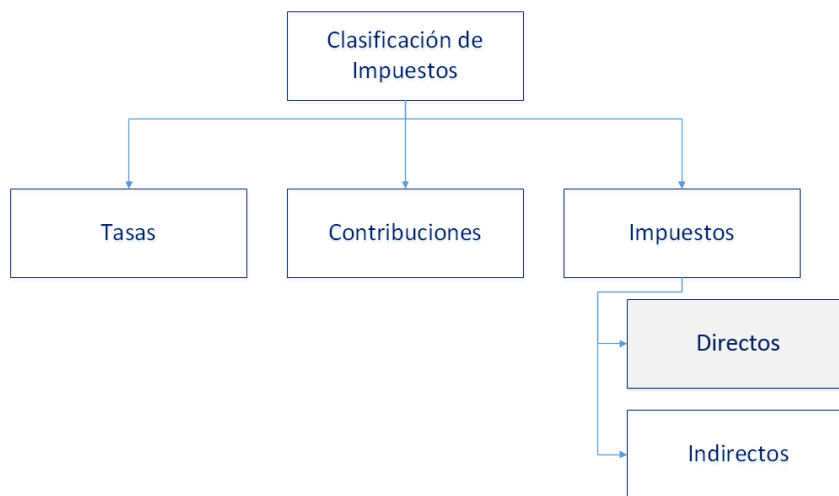 Clasificación de
Impuestos
Tasas
Contribuciones
Impuestos
Directos
Indirectos